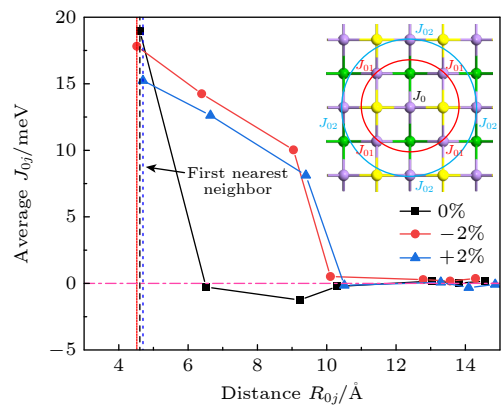 20
15
10
5
0
−5
4
6
8
10
12
14
Average J0j/meV
Distance R0j/Å
First nearest
neighbor
0%
−2%
+2%
J02
J01 J01
J02 J0 J02
J01 J01
J02